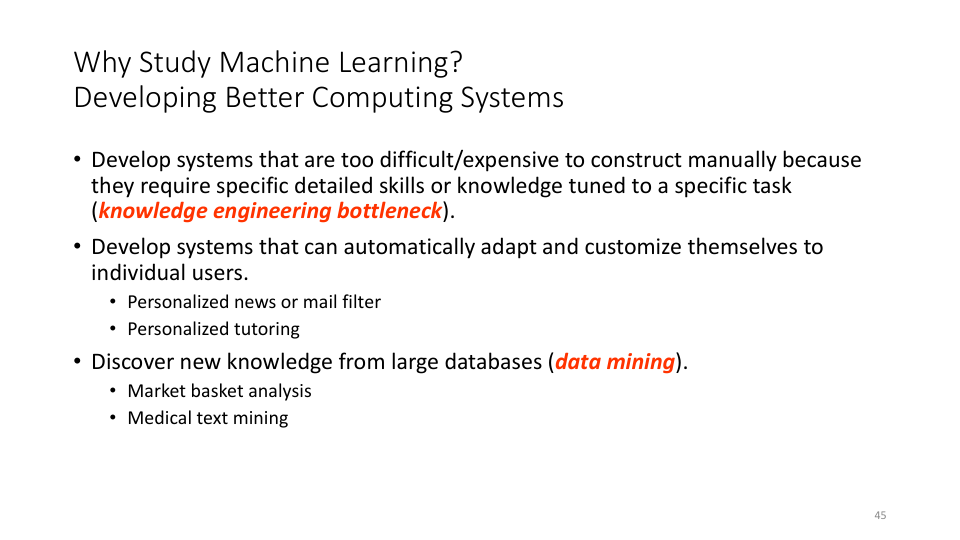 Why Study Machine Learning?
Developing Better Computing Systems
• Develop systems that are too difficult/expensive to construct manually because
they require specific detailed skills or knowledge tuned to a specific task
(knowledge engineering bottleneck).
• Develop systems that can automatically adapt and customize themselves to
individual users.
• Personalized news or mail filter
• Personalized tutoring
• Discover new knowledge from large databases (data mining).
• Market basket analysis
• Medical text mining
45